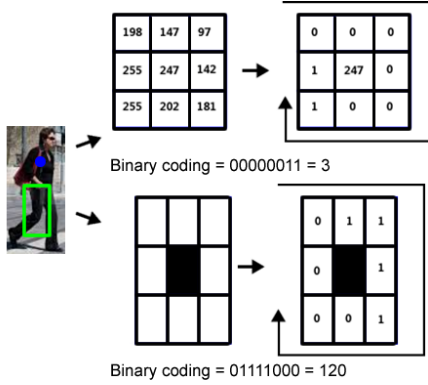 198 147 97
255 247 142
255 202 181
0 0 0
1 247 0
1 0 0
Binary coding = 00000011 = 3
0 1 1
0 1
0 0 1
Binary coding = 01111000 = 120